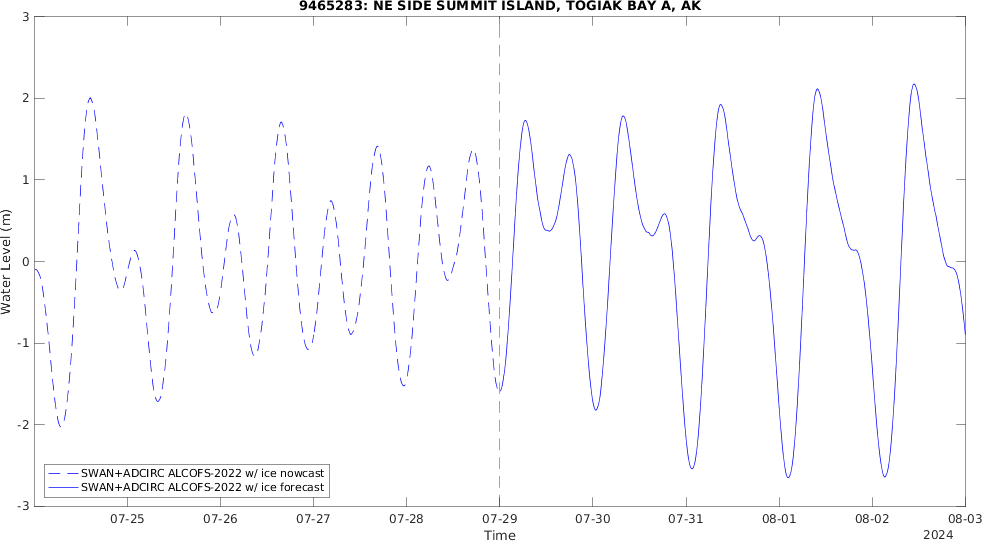 9465283: NE SIDE SUMMIT ISLAND, TOGIAK BAY A, AK
3
2
1
0
-1
-2
-3
Water Level (m)
SWAN+ADCIRC ALCOFS-2022 w/ ice nowcast
SWAN+ADCIRC ALCOFS-2022 w/ ice forecast
07-25 07-26 07-27 07-28 07-29 07-30 07-31 08-01 08-02 08-03
Time
2024